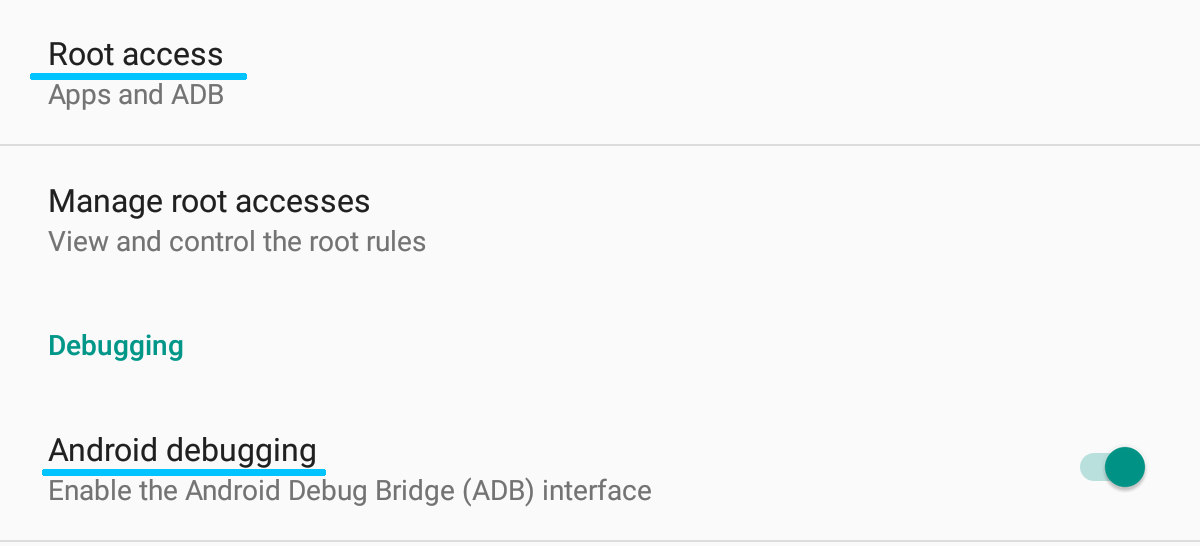 Root access
Apps and ADB
Manage root accesses
View and control the root rules
Debugging
Android debugging
Enable the Android Debug Bridge (ADB) interface